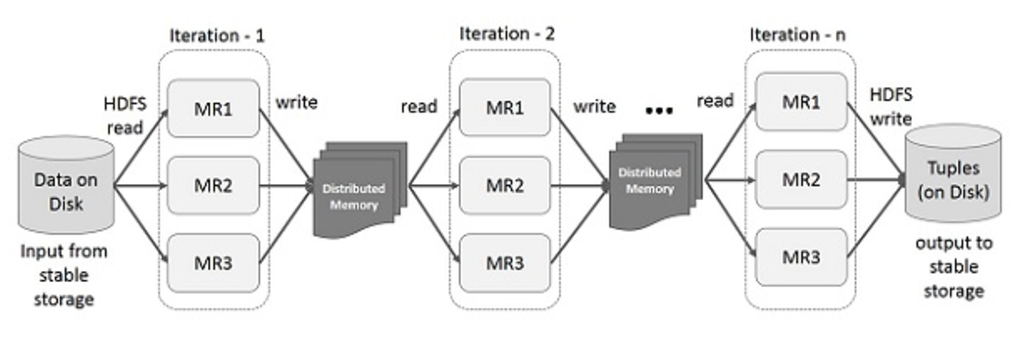 Iteration - 1
Iteration - 2
Iteration - n
HDFS
read
MR1
write
read
MR1
write
...
read
MR1
HDFS
write
Data on
Disk
MR2
Distributed
Memory
MR2
Distributed
Memory
MR2
Tuples
(on Disk)
Input from
stable
storage
MR3
MR3
MR3
output to
stable
storage